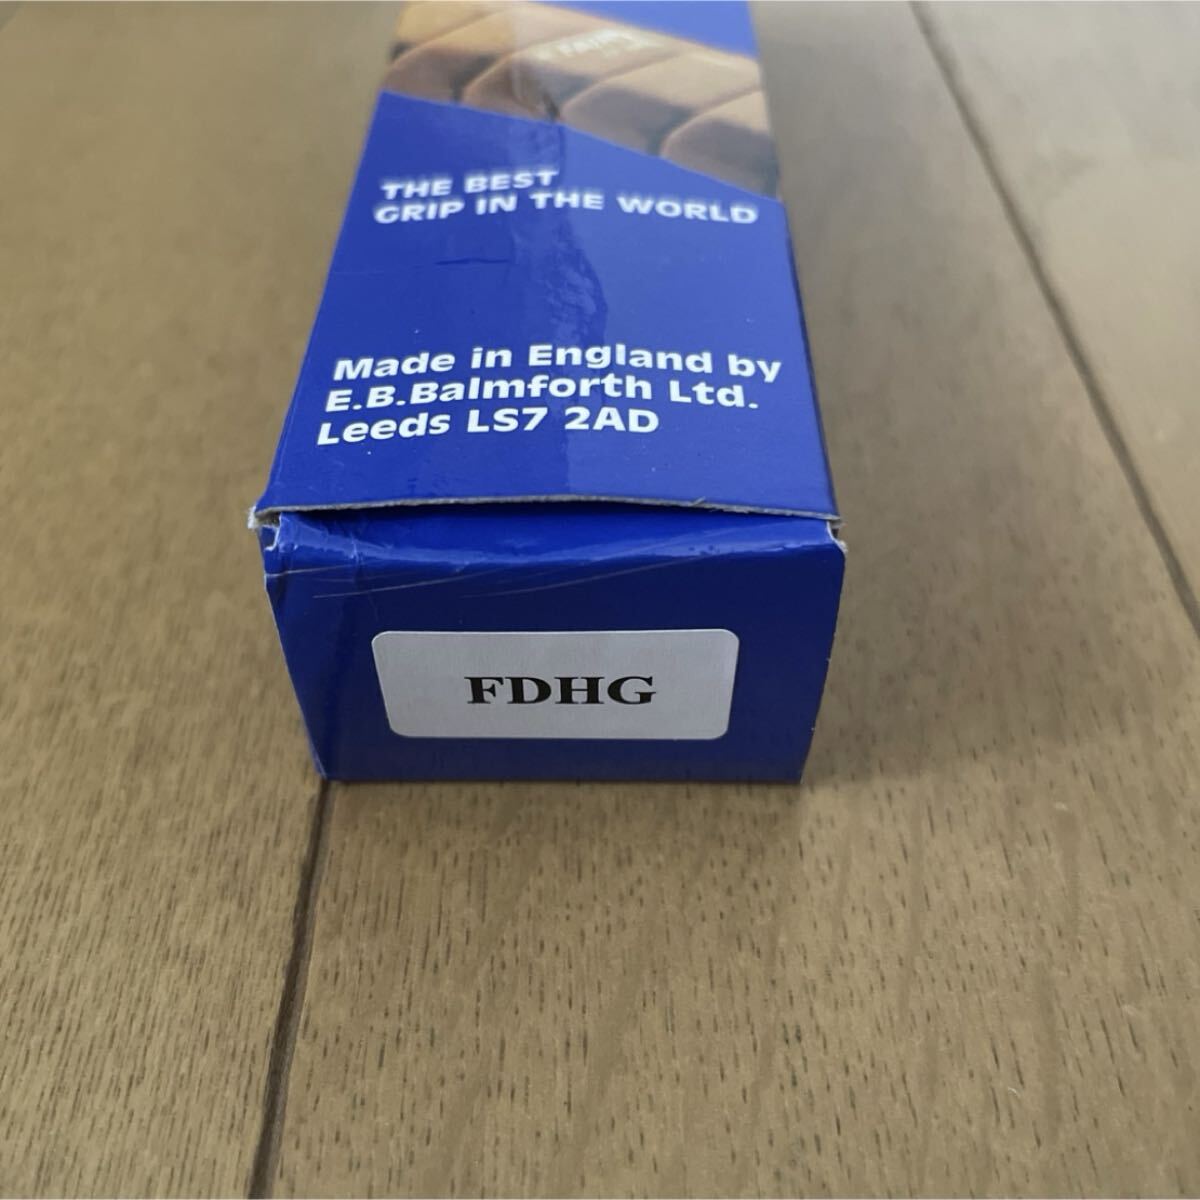 THE BEST
GRIP IN THE WORLD
Made in England by
E.B.Balmforth Ltd.
Leeds LS7 2AD
FDHG